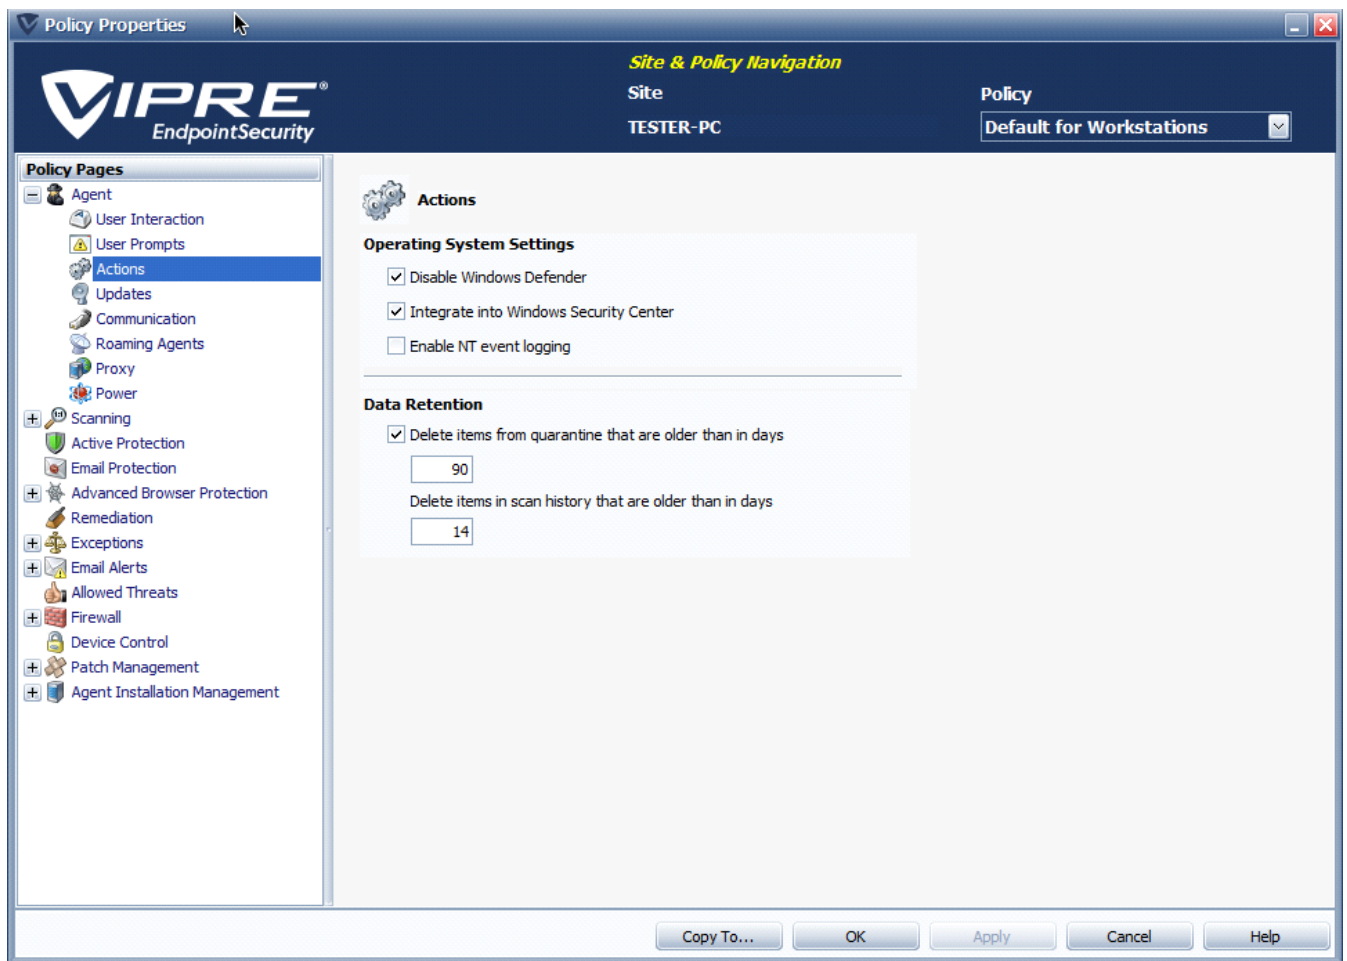 Policy Properties
VIPRE®
EndpointSecurity
Site & Policy Navigation
Site
Policy
TESTER-PC
Default for Workstations
Policy Pages
Agent
User Interaction
User Prompts
Actions
Updates
Communication
Roaming Agents
Proxy
Power
Scanning
Active Protection
Email Protection
Advanced Browser Protection
Remediation
Exceptions
Email Alerts
Allowed Threats
Firewall
Device Control
Patch Management
Agent Installation Management
Actions
Operating System Settings
Disable Windows Defender
Integrate into Windows Security Center
Enable NT event logging
Data Retention
Delete items from quarantine that are older than in days
90
Delete items in scan history that are older than in days
14
Copy To...
OK
Apply
Cancel
Help